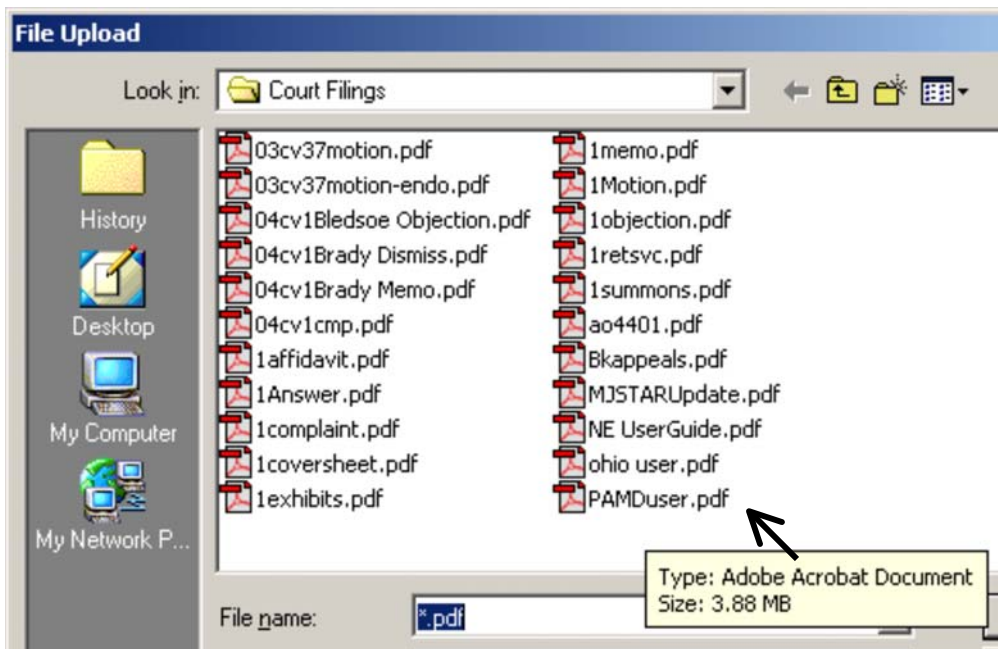 File Upload
Look in:
Court Filings
History
Desktop
My Computer
My Network P...
03cv37motion.pdf
03cv37motion-endo.pdf
04cv1Bledsoe Objection.pdf
04cv1Brady Dismiss.pdf
04cv1Brady Memo.pdf
04cv1cmp.pdf
1affidavit.pdf
1Answer.pdf
1complaint.pdf
1coversheet.pdf
1exhibits.pdf
1memo.pdf
1Motion.pdf
1objection.pdf
1retsvc.pdf
1summons.pdf
ao4401.pdf
Bkappeals.pdf
MJSTARUpdate.pdf
NE UserGuide.pdf
ohio user.pdf
PAMDuser.pdf
Type: Adobe Acrobat Document
Size: 3.88 MB
File name:
*.pdf